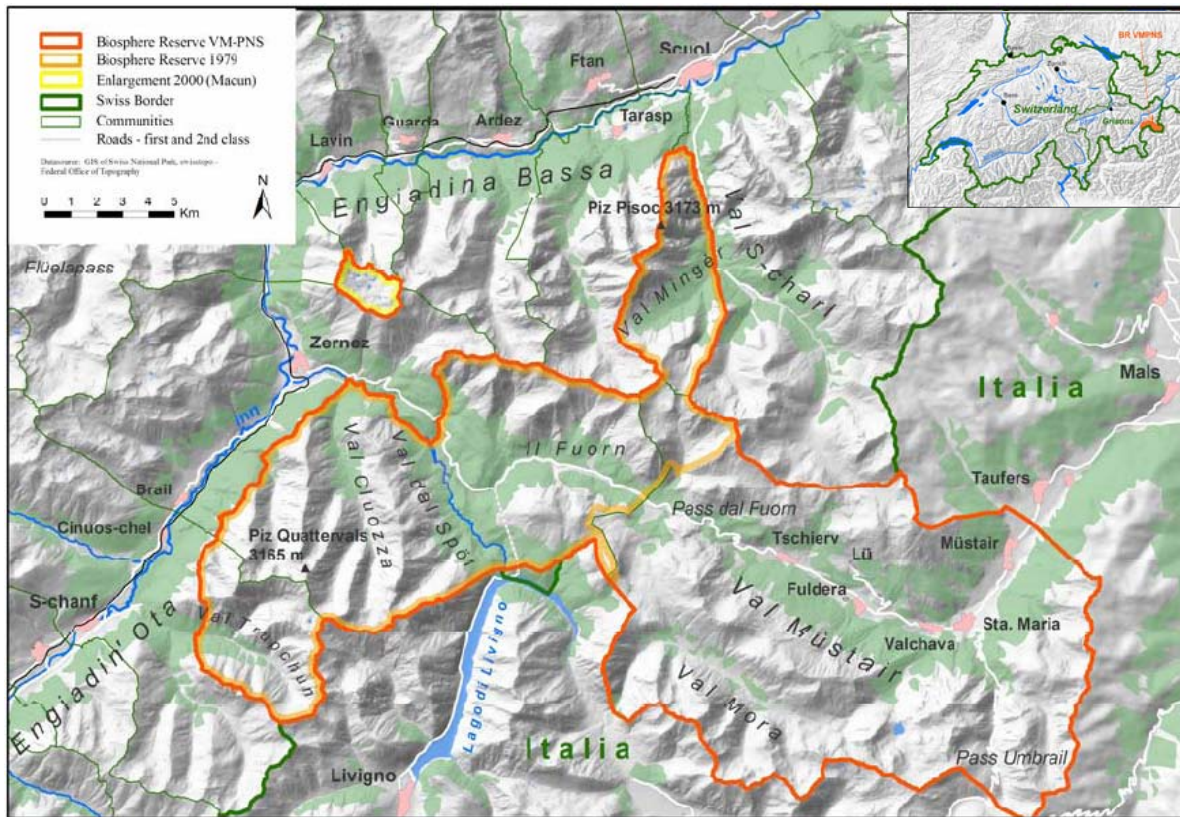 Biosphere Reserve VM-PNS
Biosphere Reserve 1979
Enlargement 2000 (Macun)
Swiss Border
Communities
Roads - first and 2nd class
Datasource: GIS of Swiss National Park, swisstopo -
Federal Office of Topography
0 1 2 3 4 5
Km
N
BR VMPNS
Zurich
Bern
Switzerland
Grisons
Scuol
Ftan
Tarasp
Ardez
Guarda
Lavin
Engiadina Bassa
Piz Pisoc 3173 m
Val S-charl
Val Mingèr
Flüelapass
Zernez
Italia
Mals
Inn
Il Fuorn
Val Cluozza
Val dal Spöl
Taufers
Brail
Pass dal Fuorn
Cinuos-chel
Tschierv
Lü
Müstair
Piz Quattervals
3165 m
Fuldera
S-chanf
Val Müstair
Sta. Maria
Valchava
Val Trupchun
Engiadin' Ota
Lago di Livigno
Val Mora
Italia
Pass Umbrail
Livigno